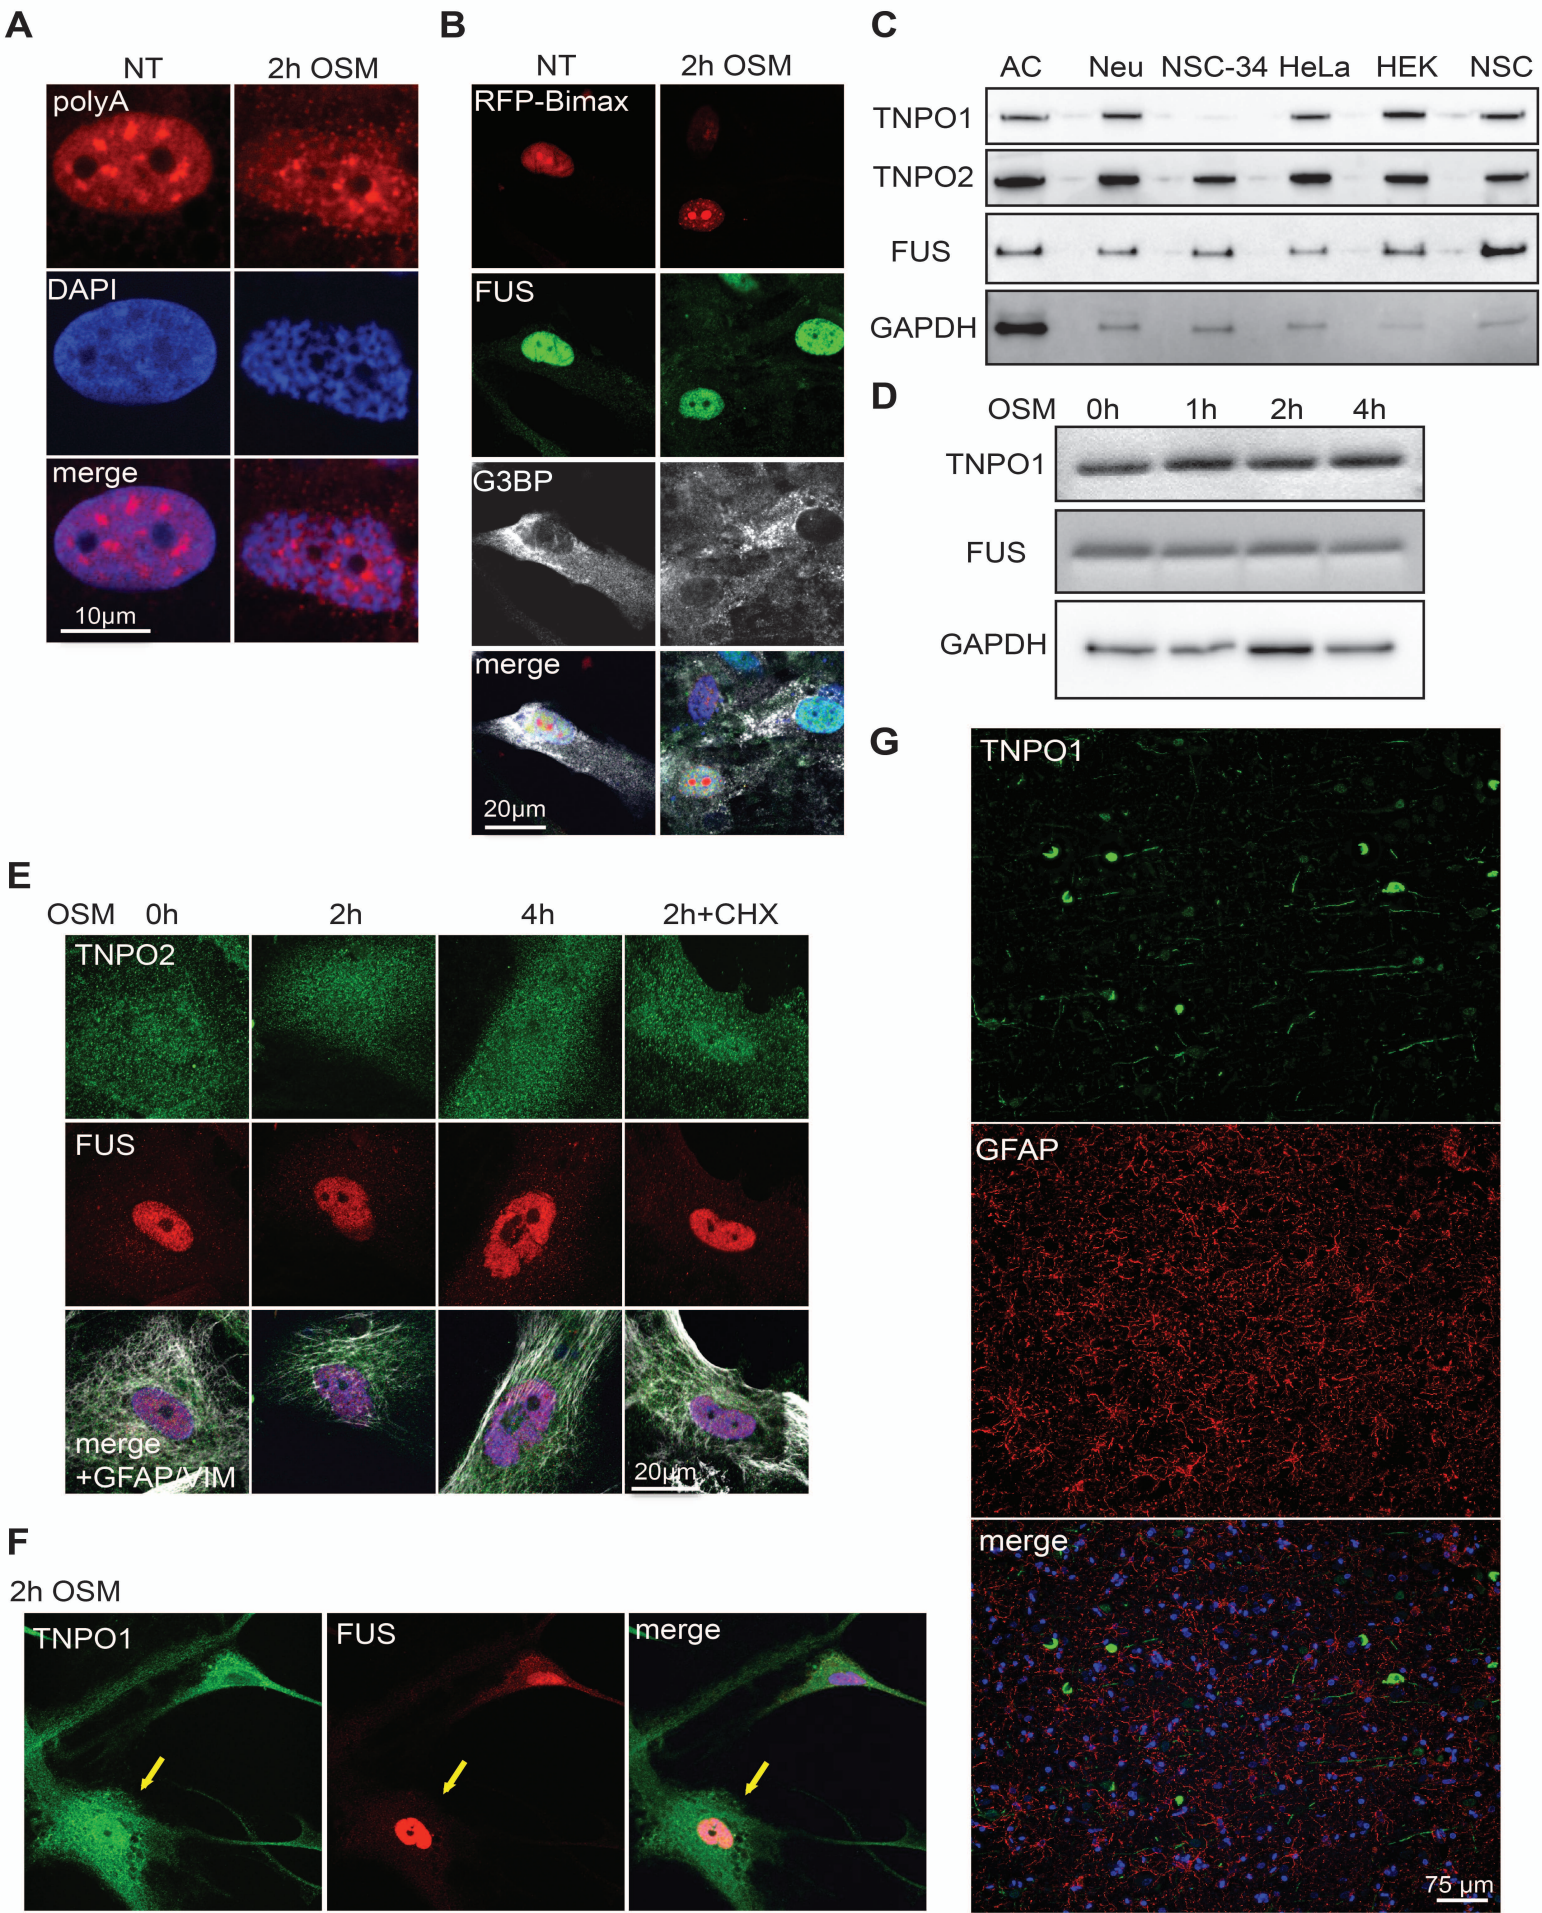 A
NT 2h OSM
polyA
DAPI
merge
10µm
B
NT 2h OSM
RFP-Bimax
FUS
G3BP
merge
20µm
C
AC Neu NSC-34 HeLa HEK NSC
TNPO1
TNPO2
FUS
GAPDH
D
OSM 0h 1h 2h 4h
TNPO1
FUS
GAPDH
E
OSM 0h 2h 4h 2h+CHX
TNPO2
FUS
merge
+GFAP/VIM
20µm
F
2h OSM
TNPO1 FUS merge
G
TNPO1
GFAP
merge
75 µm